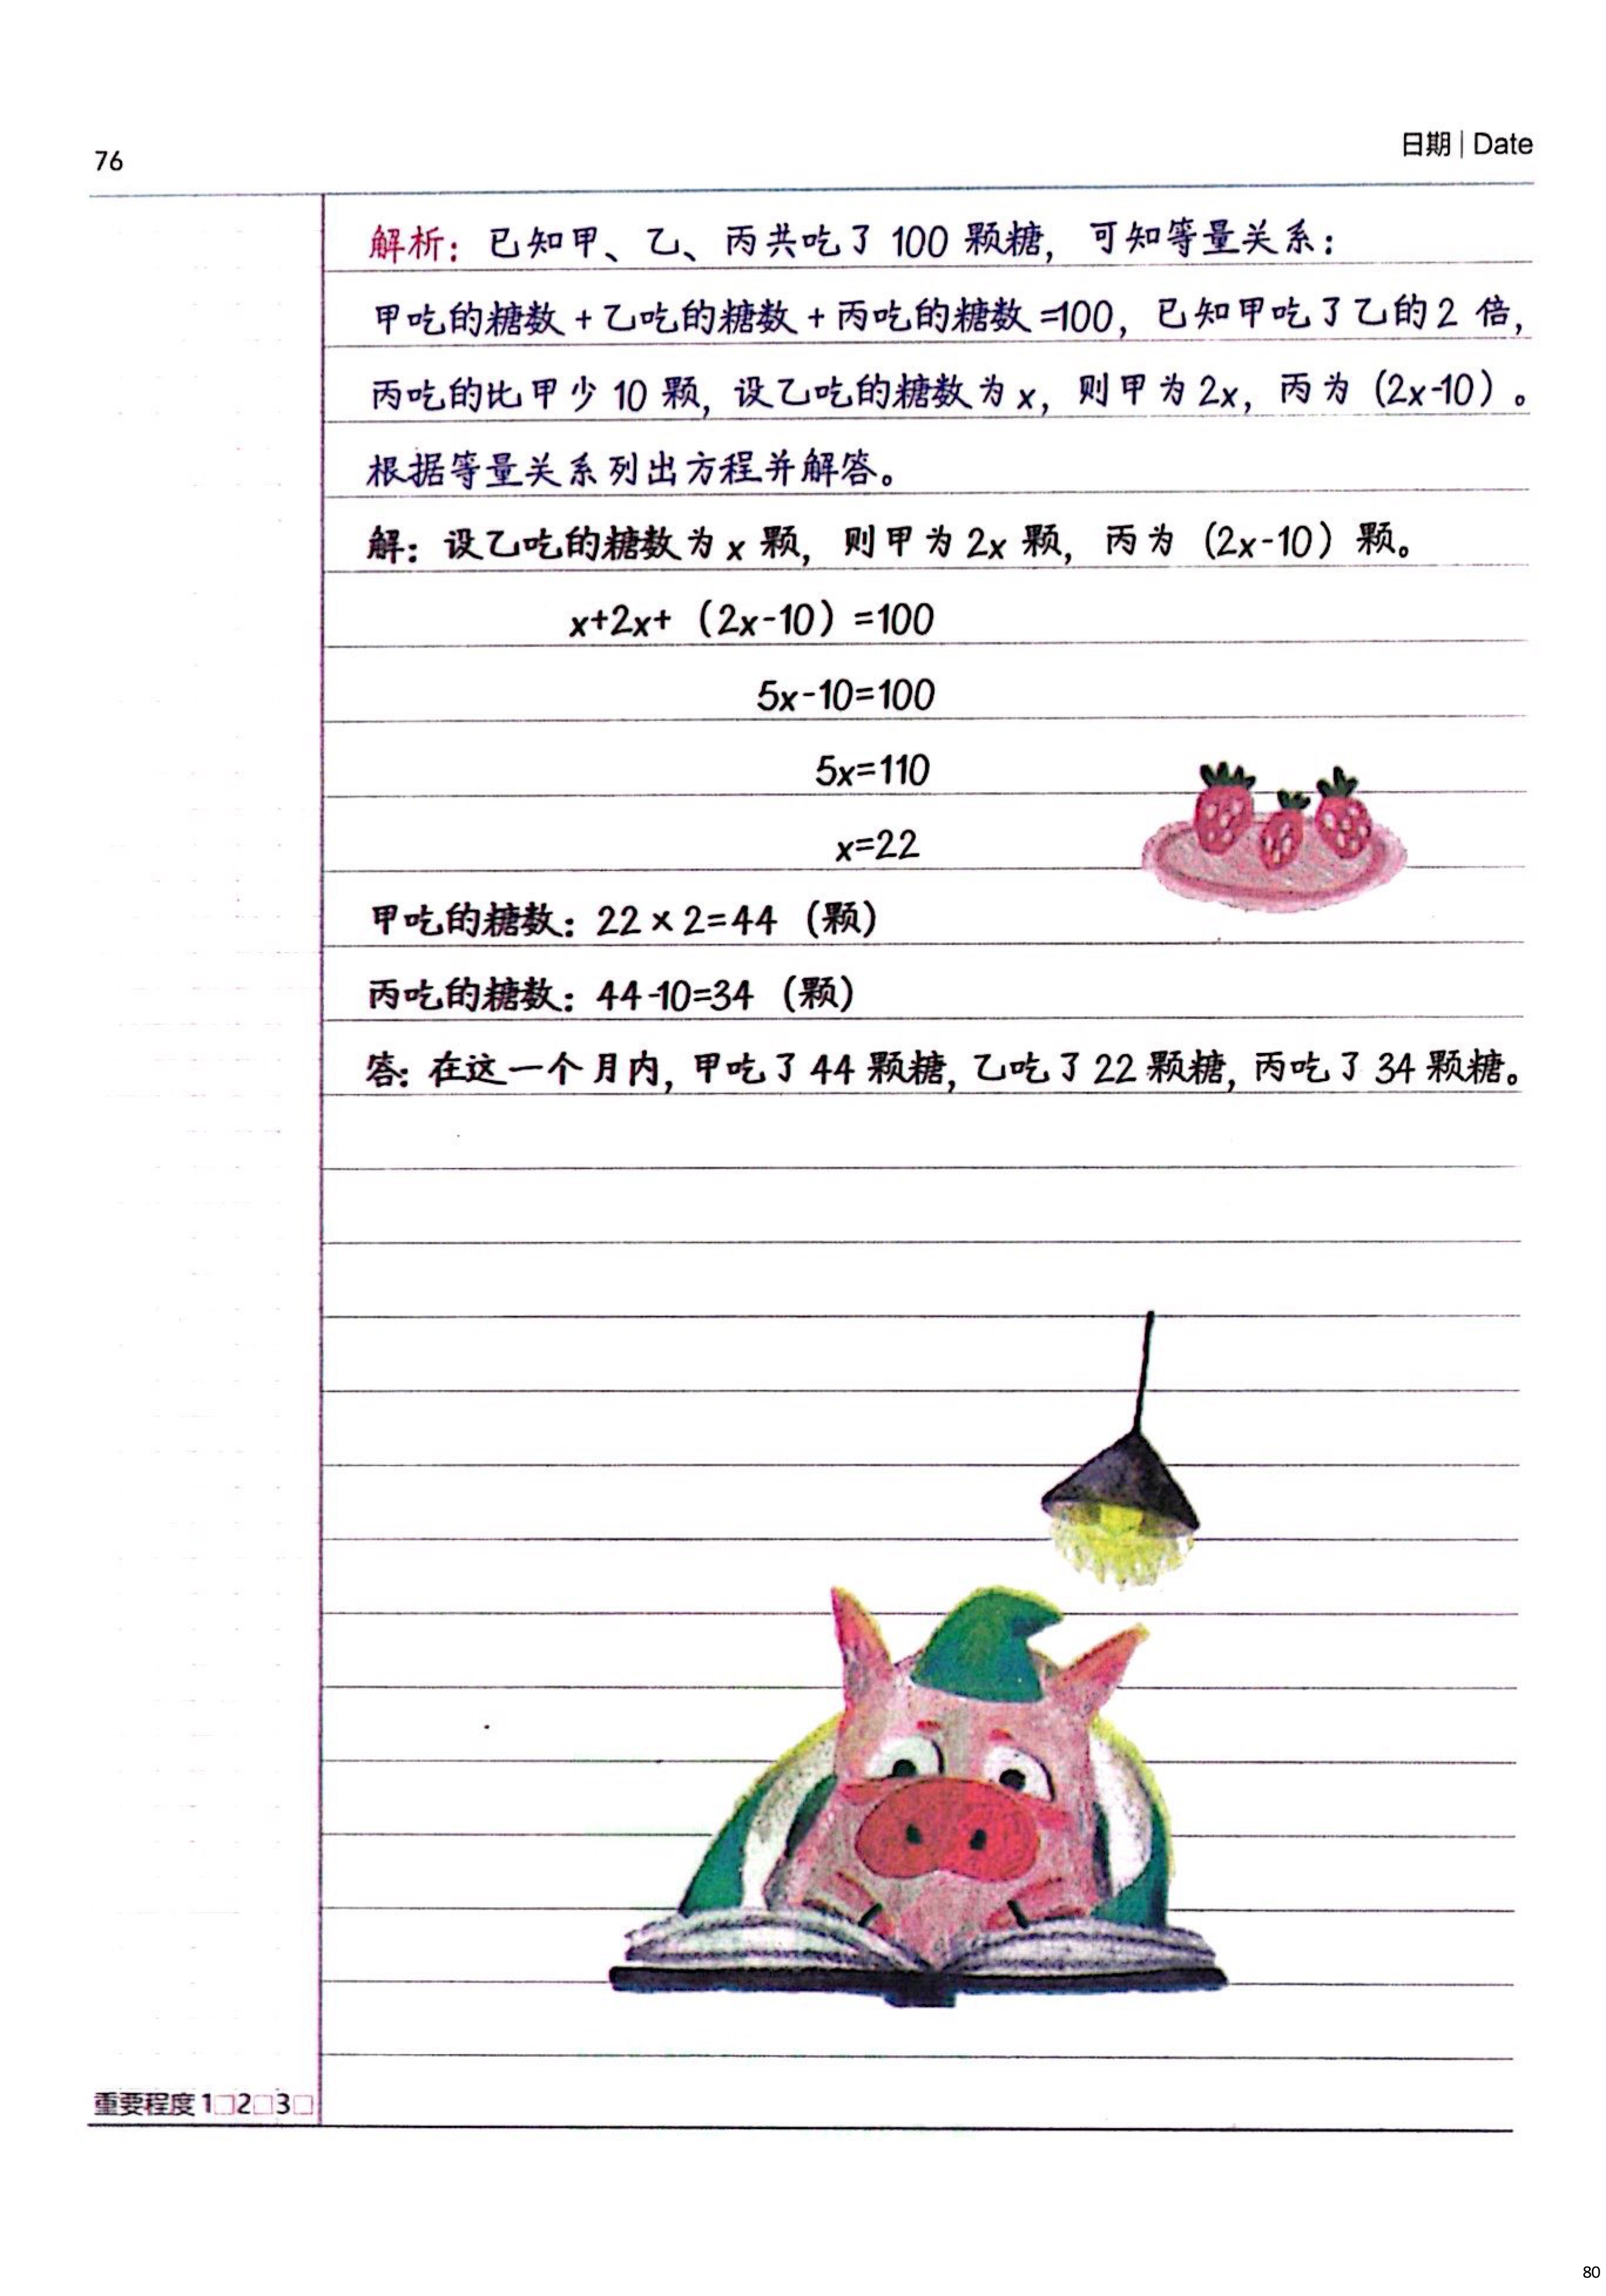 76
日期 | Date
解析：已知甲、乙、丙共吃了 100 颗糖，可知等量关系：
甲吃的糖数 + 乙吃的糖数 + 丙吃的糖数 =100，已知甲吃了乙的 2 倍，
丙吃的比甲少 10 颗，设乙吃的糖数为 x，则甲为 2x，丙为（2x-10）。
根据等量关系列出方程并解答。
解：设乙吃的糖数为 x 颗，则甲为 2x 颗，丙为（2x-10）颗。
x+2x+（2x-10）=100
5x-10=100
5x=110
x=22
甲吃的糖数：22 × 2=44（颗）
丙吃的糖数：44-10=34（颗）
答：在这一个月内，甲吃了 44 颗糖，乙吃了 22 颗糖，丙吃了 34 颗糖。
重要程度 1□2□3□
80